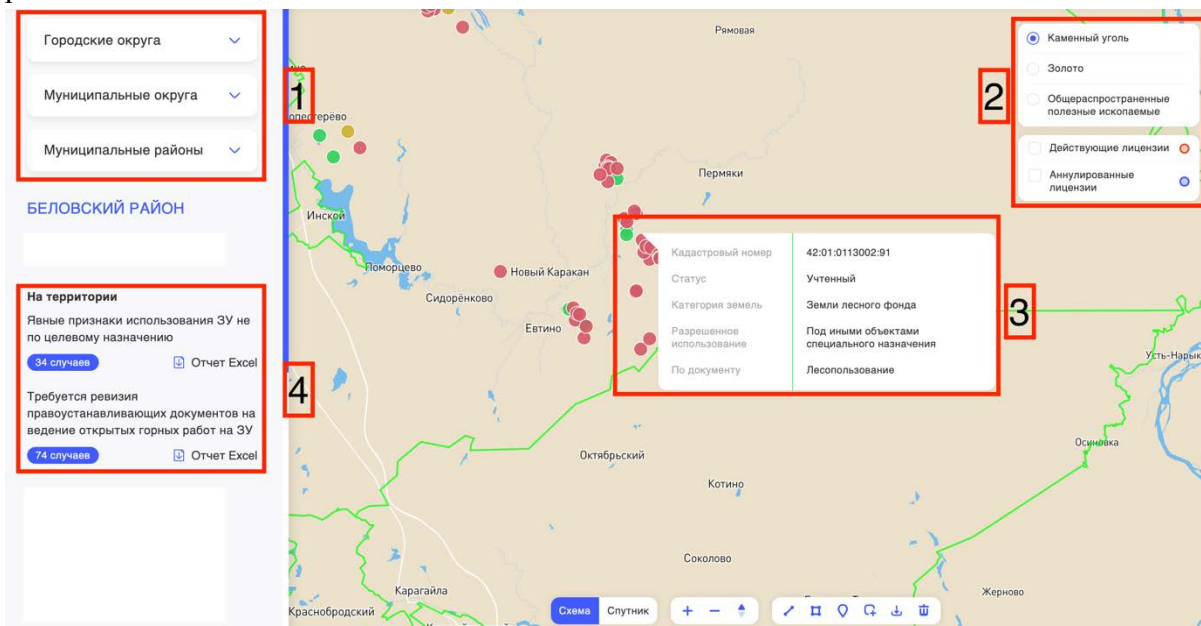 Городские округа
Муниципальные округа
Муниципальные районы
1
БЕЛОВСКИЙ РАЙОН
На территории
Явные признаки использования ЗУ не
по целевому назначению
34 случаев
Отчет Excel
Требуется ревизия
правоустанавливающих документов на
ведение открытых горных работ на ЗУ
74 случаев
Отчет Excel
4
Рямовая
Пермяки
Инской
Поморцево
Новый Каракан
Сидорёнково
Евтино
Октябрьский
Котино
Соколово
Карагайла
Краснобродский
Жерново
Осиновка
Усть-Нарык
2
Каменный уголь
Золото
Общераспространенные
полезные ископаемые
Действующие лицензии
Аннулированные
лицензии
3
Кадастровый номер 42:01:0113002:91
Статус Учтенный
Категория земель Земли лесного фонда
Разрешенное Под иными объектами
использование специального назначения
По документу Лесопользование
Схема Спутник